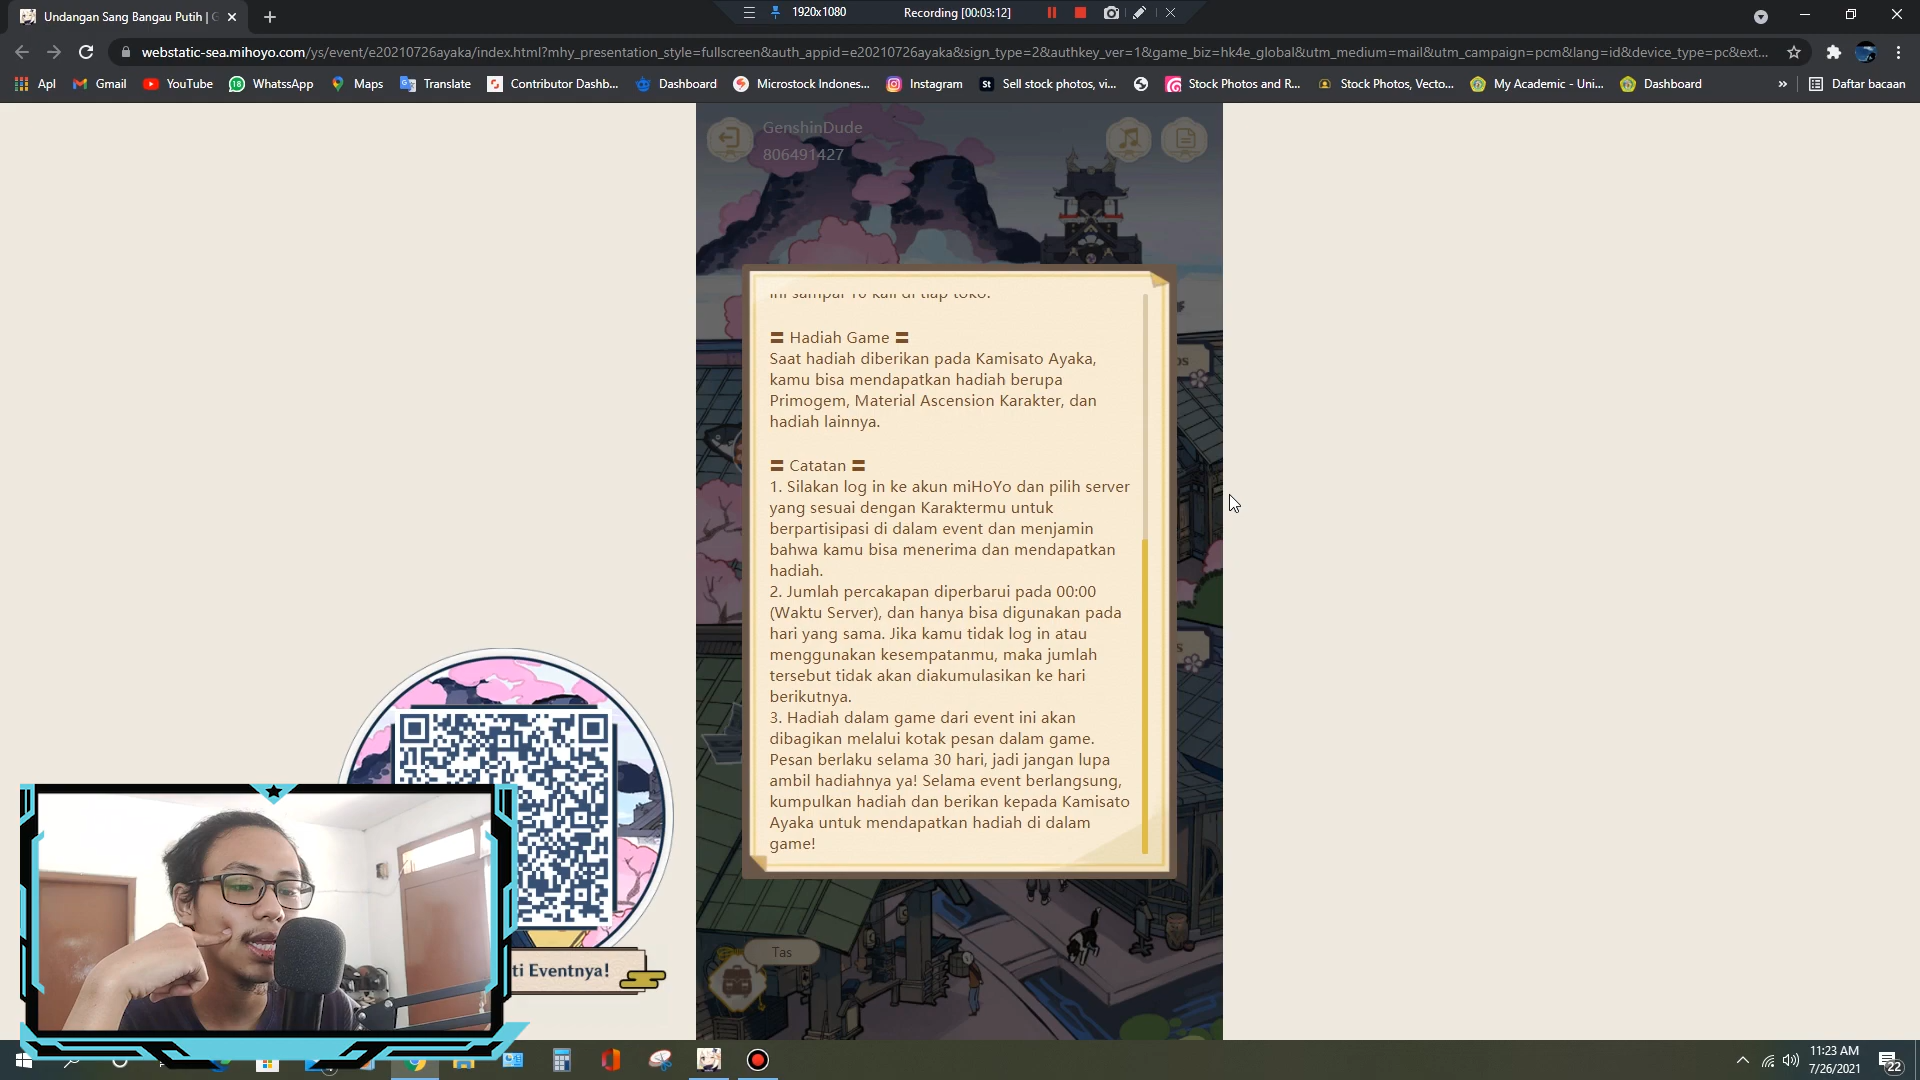 Undangan Sang Bangau Putih | G
1920x1080
Recording [00:03:12]
webstatic-sea.mihoyo.com/ys/event/e20210726ayaka/index.html?mhy_presentation_style=fullscreen&auth_appid=e20210726ayaka&sign_type=2&authkey_ver=1&game_biz=hk4e_global&utm_medium=mail&utm_campaign=pcm&lang=id&device_type=pc&ext...
Apl
Gmail
YouTube
18
WhatssApp
Maps
Translate
Contributor Dashb...
Dashboard
Microstock Indones...
Instagram
St
Sell stock photos, vi...
Stock Photos and R...
Stock Photos, Vecto...
My Academic - Uni...
Dashboard
»
Daftar bacaan
GenshinDude
806491427
〓 Hadiah Game 〓
Saat hadiah diberikan pada Kamisato Ayaka,
kamu bisa mendapatkan hadiah berupa
Primogem, Material Ascension Karakter, dan
hadiah lainnya.
〓 Catatan 〓
1. Silakan log in ke akun miHoYo dan pilih server
yang sesuai dengan Karaktermu untuk
berpartisipasi di dalam event dan menjamin
bahwa kamu bisa menerima dan mendapatkan
hadiah.
2. Jumlah percakapan diperbarui pada 00:00
(Waktu Server), dan hanya bisa digunakan pada
hari yang sama. Jika kamu tidak log in atau
menggunakan kesempatanmu, maka jumlah
tersebut tidak akan diakumulasikan ke hari
berikutnya.
3. Hadiah dalam game dari event ini akan
dibagikan melalui kotak pesan dalam game.
Pesan berlaku selama 30 hari, jadi jangan lupa
ambil hadiahnya ya! Selama event berlangsung,
kumpulkan hadiah dan berikan kepada Kamisato
Ayaka untuk mendapatkan hadiah di dalam
game!
Tas
ti Eventnya!
11:23 AM
7/26/2021
22